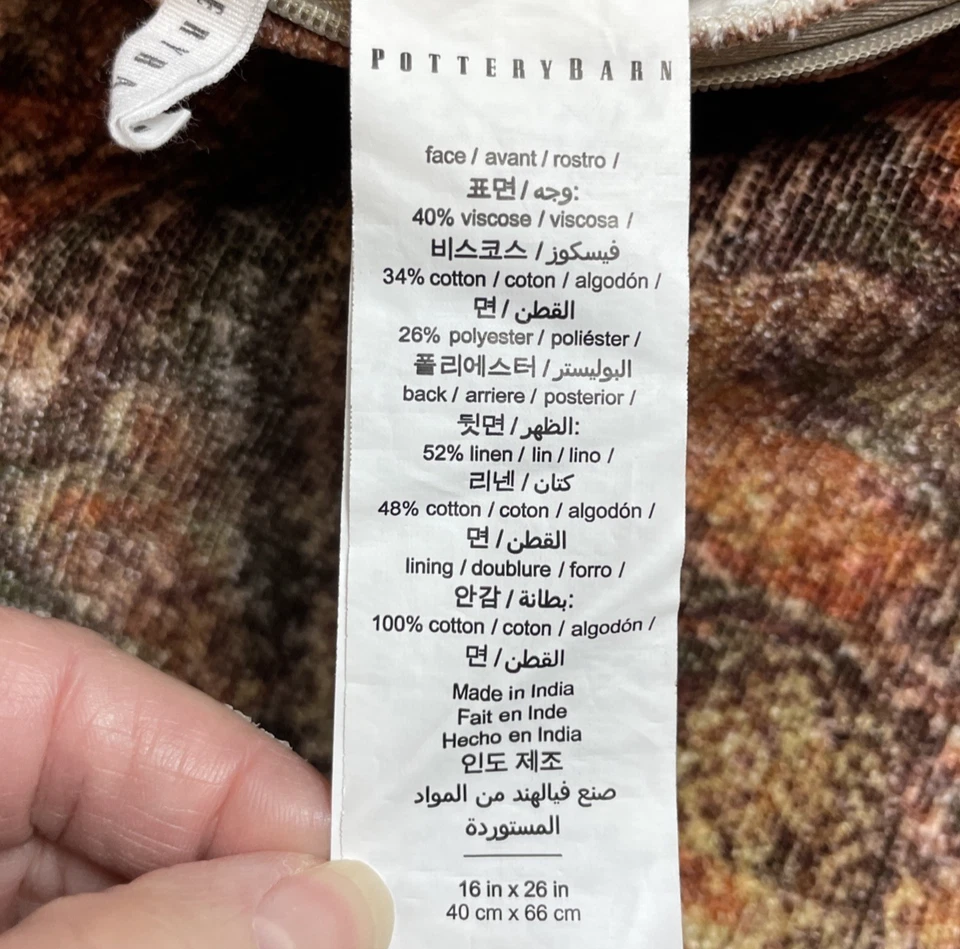 POTTERYBARN
face / avant / rostro /
표면 / وجه:
40% viscose / viscosa /
비스코스 / فيسكوز
34% cotton / coton / algodón /
면 / القطن
26% polyester / poliéster /
폴리에스터 / البوليستر
back / arriere / posterior /
뒷면 / الظهر:
52% linen / lin / lino /
리넨 / كتان
48% cotton / coton / algodón /
면 / القطن
lining / doublure / forro /
안감 / بطانة:
100% cotton / coton / algodón /
면 / القطن
Made in India
Fait en Inde
Hecho en India
인도 제조
صنع فيالهند من المواد
المستوردة
16 in x 26 in
40 cm x 66 cm